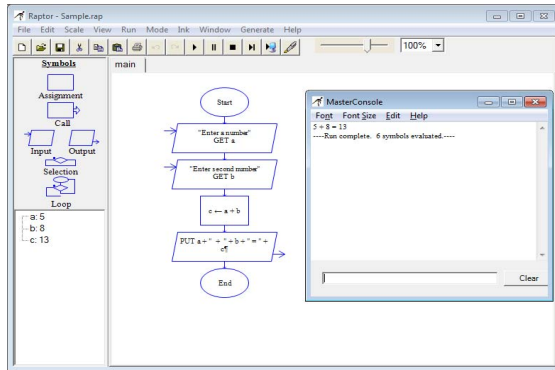 Raptor - Sample.rap
File Edit Scale View Run Mode Ink Window Generate Help
100%
Symbols
Assignment
Call
Input Output
Selection
Loop
a: 5
b: 8
c: 13
main
Start
"Enter a number"
GET a
"Enter second number"
GET b
c ← a + b
PUT a + " + " + b + " = " +
c¶
End
MasterConsole
Font Font Size Edit Help
5 + 8 = 13
----Run complete. 6 symbols evaluated.----
Clear